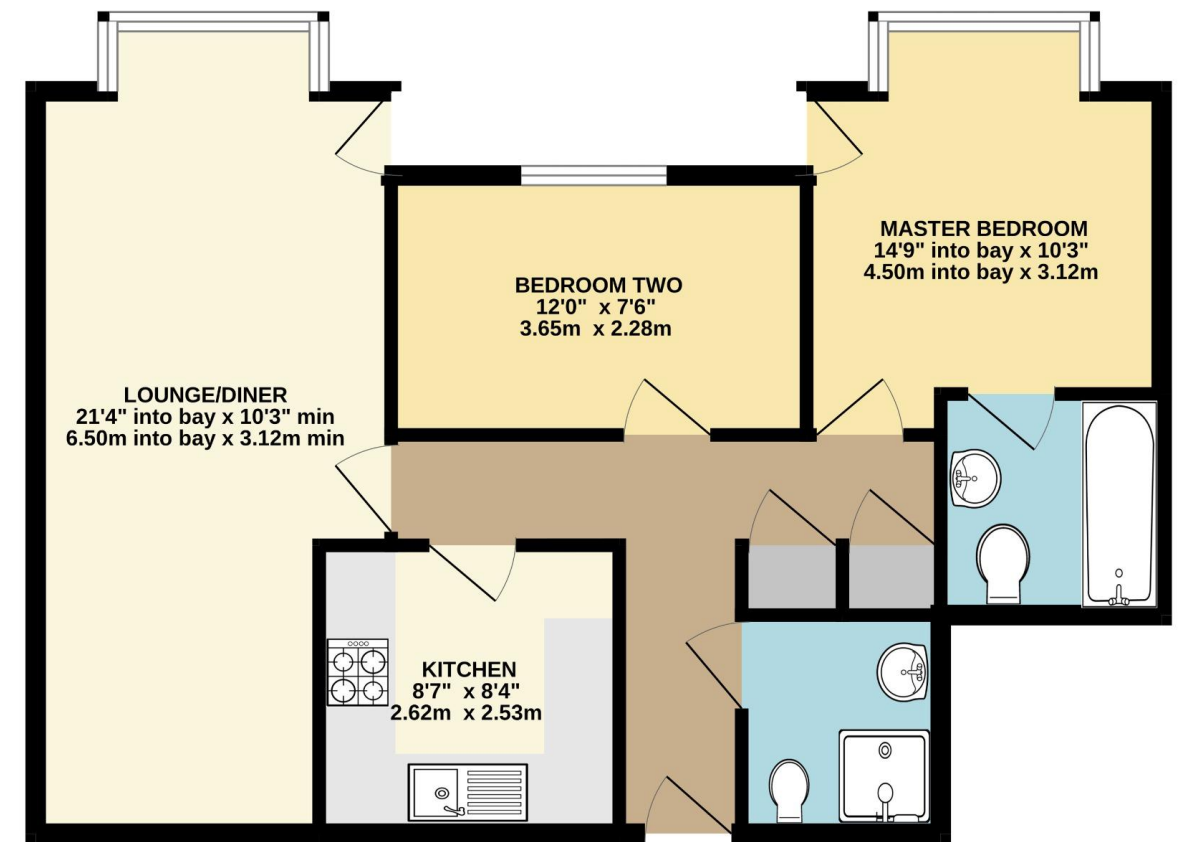 MASTER BEDROOM
14'9" into bay x 10'3"
4.50m into bay x 3.12m
BEDROOM TWO
12'0" x 7'6"
3.65m x 2.28m
LOUNGE/DINER
21'4" into bay x 10'3" min
6.50m into bay x 3.12m min
KITCHEN
8'7" x 8'4"
2.62m x 2.53m